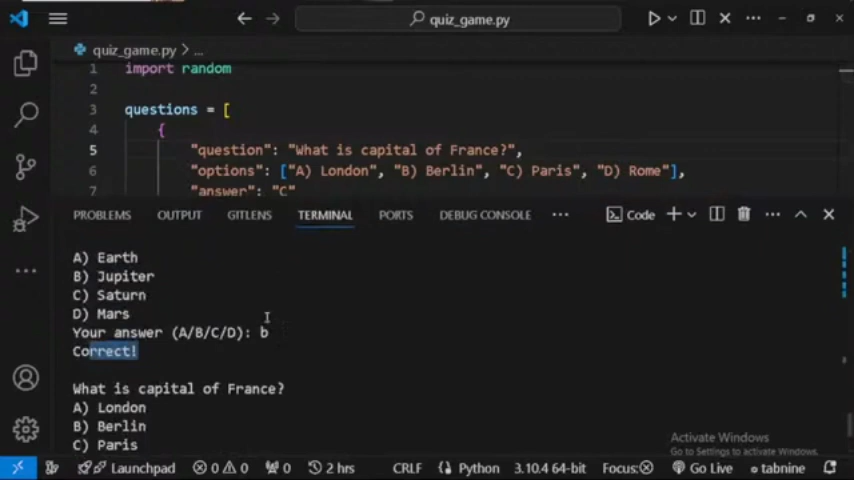 quiz_game.py
quiz_game.py > ...
1 import random
2
3 questions = [
4 {
5 "question": "What is capital of France?",
6 "options": ["A) London", "B) Berlin", "C) Paris", "D) Rome"],
7 "answer": "C"
PROBLEMS OUTPUT GITLENS TERMINAL PORTS DEBUG CONSOLE ... Code
A) Earth
B) Jupiter
C) Saturn
D) Mars
Your answer (A/B/C/D): b
Correct!
What is capital of France?
A) London
B) Berlin
C) Paris
Activate Windows
Go to Settings to activate Windows.
Launchpad 0 0 0 2 hrs CRLF Python 3.10.4 64-bit Focus: Go Live tabnine